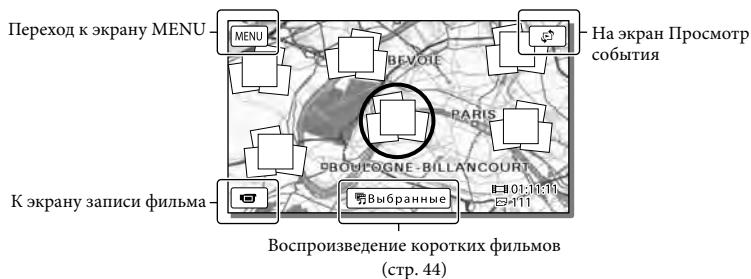 Переход к экрану MENU
MENU
На экран Просмотр
события
BEVOIE
PARIS
BOULOGNE-BILLANCOURT
К экрану записи фильма
Выбранные
01:11:11
111
Воспроизведение коротких фильмов
(стр. 44)